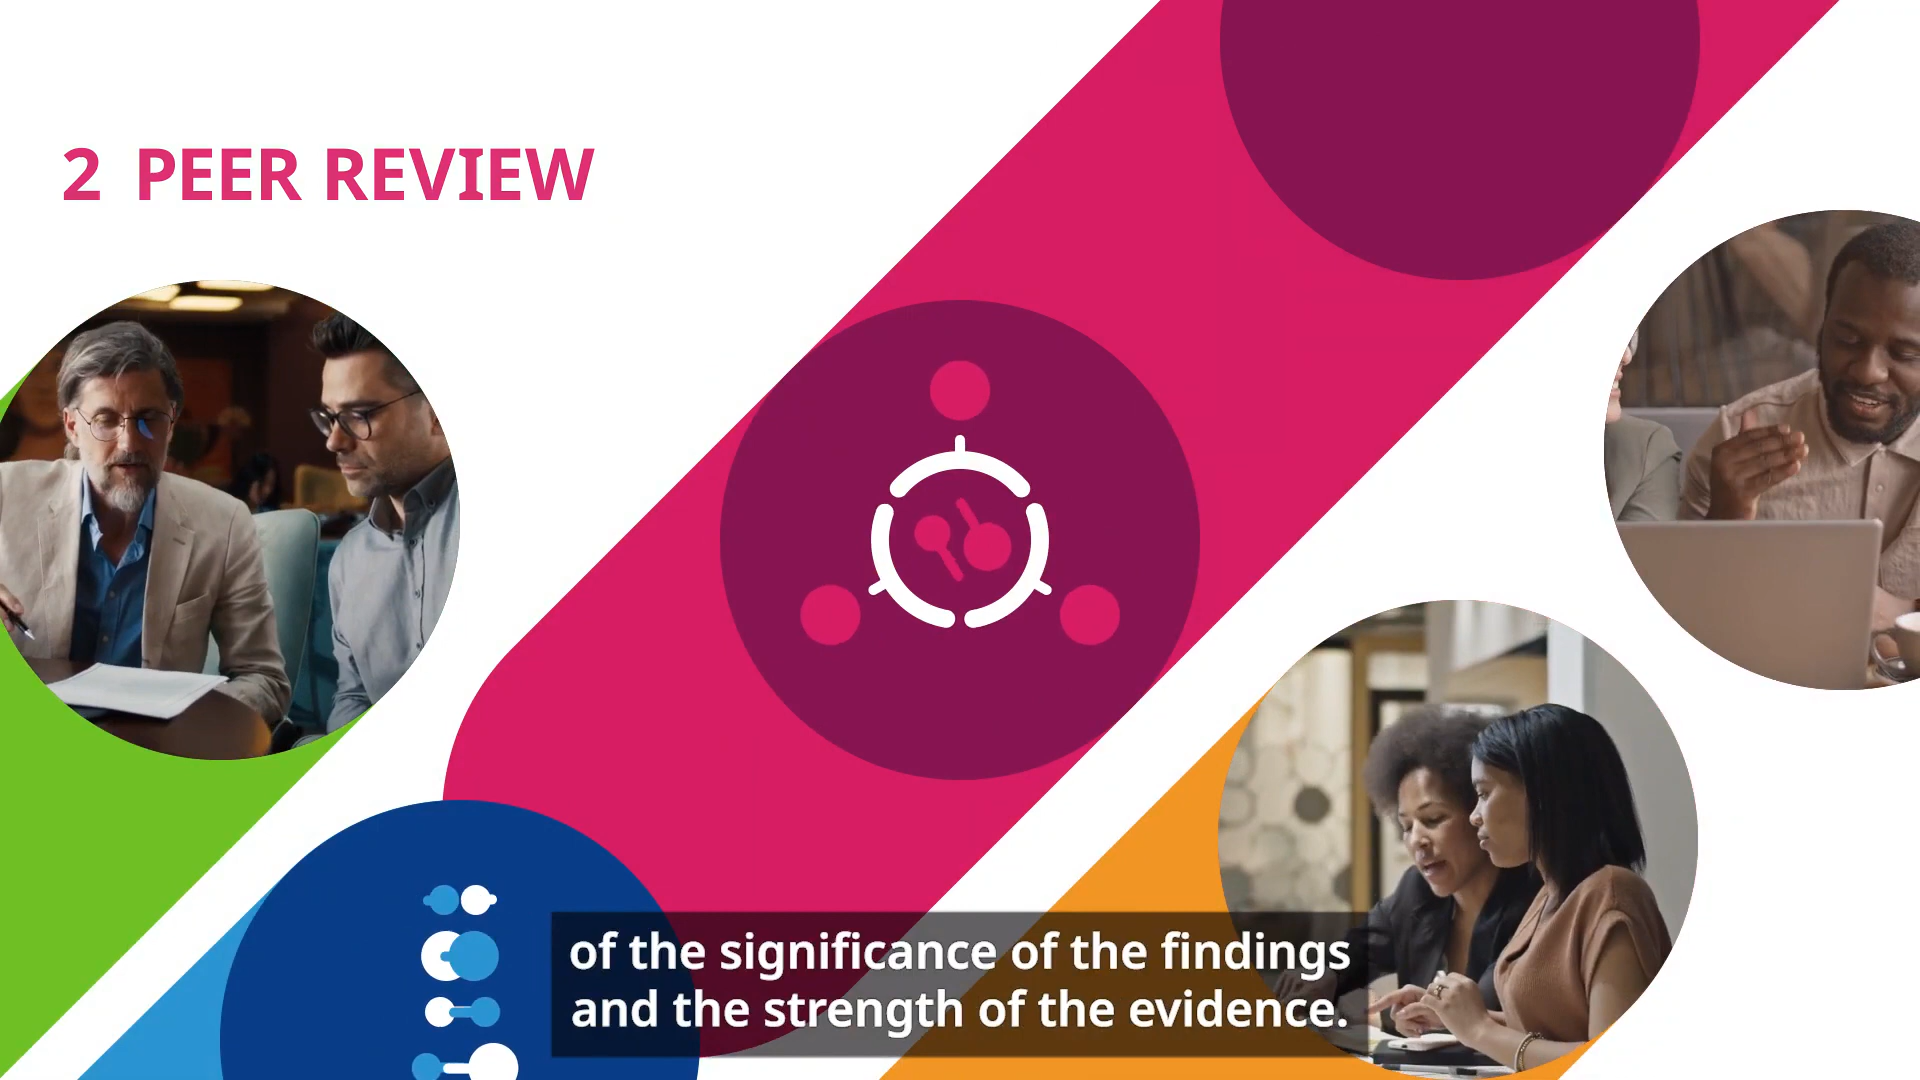 2 PEER REVIEW
of the significance of the findings
and the strength of the evidence.